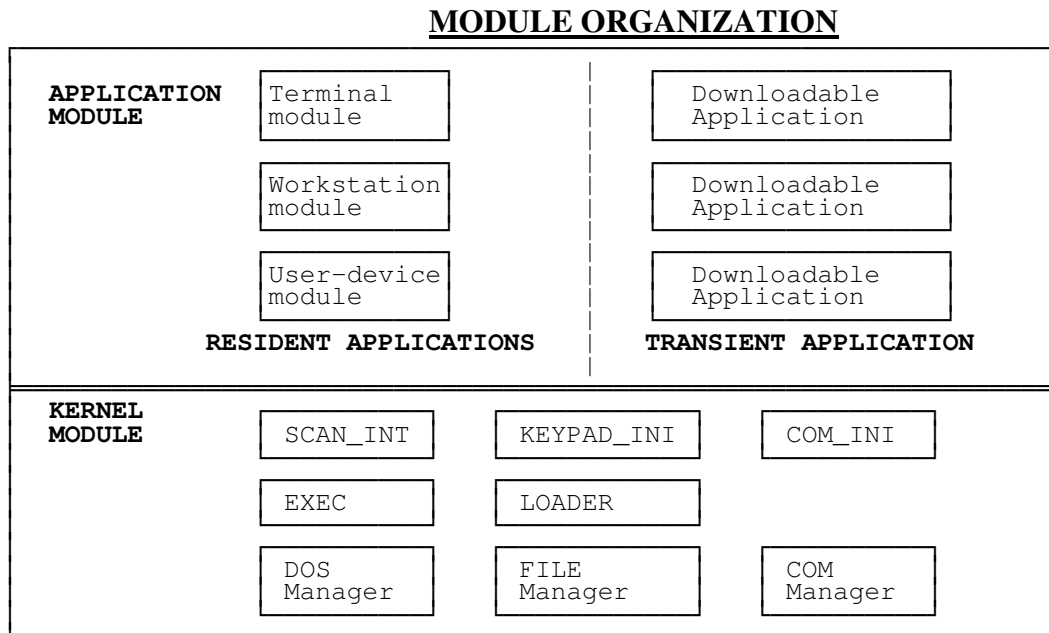 MODULE ORGANIZATION
APPLICATION MODULE
Terminal module
Downloadable Application
Workstation module
Downloadable Application
User-device module
Downloadable Application
RESIDENT APPLICATIONS
TRANSIENT APPLICATION
KERNEL MODULE
SCAN_INT
KEYPAD_INI
COM_INI
EXEC
LOADER
DOS Manager
FILE Manager
COM Manager